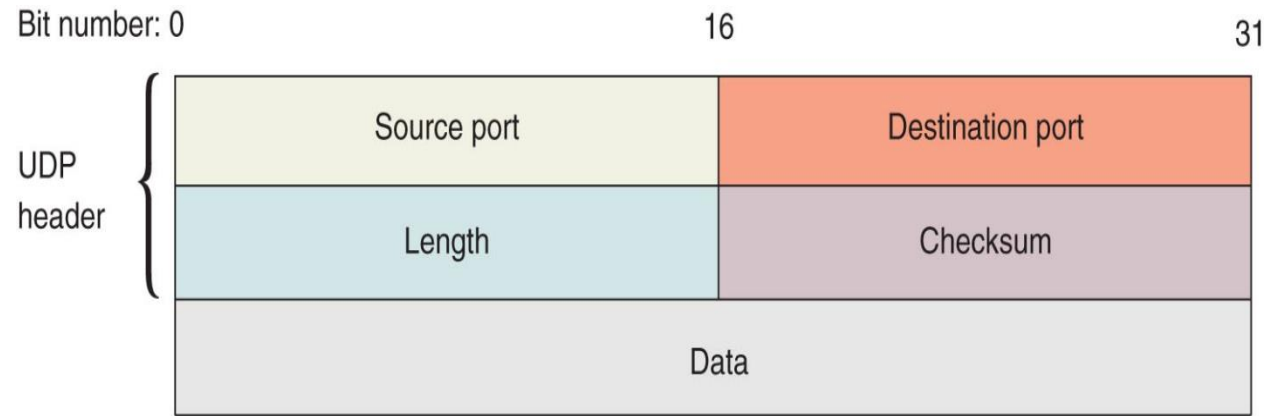 Bit number: 0 16 31
Source port Destination port
UDP
header
Length Checksum
Data